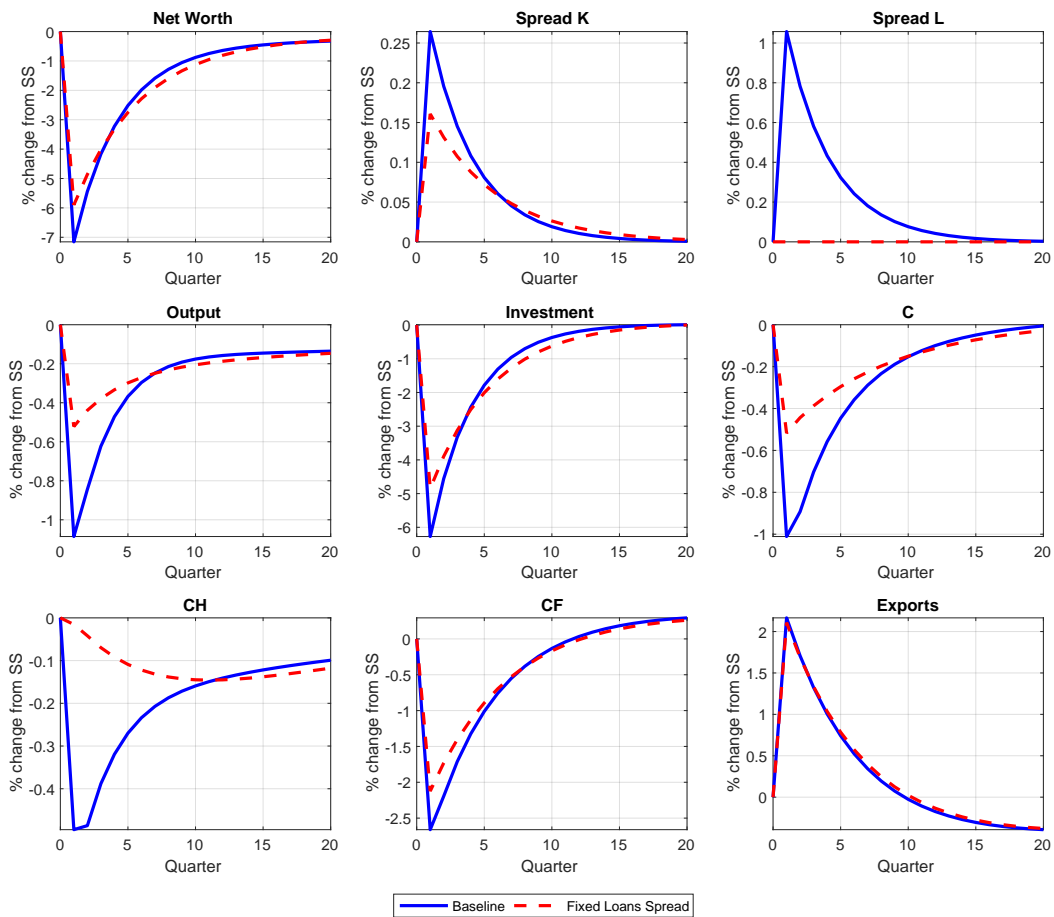 Net Worth
Spread K
Spread L
% change from SS
% change from SS
% change from SS
0
-1
-2
-3
-4
-5
-6
-7
0.25
0.2
0.15
0.1
0.05
0
1
0.8
0.6
0.4
0.2
0
0 5 10 15 20
0 5 10 15 20
0 5 10 15 20
Quarter
Quarter
Quarter
Output
Investment
C
% change from SS
% change from SS
% change from SS
0
-0.2
-0.4
-0.6
-0.8
-1
0
-1
-2
-3
-4
-5
-6
0
-0.2
-0.4
-0.6
-0.8
-1
0 5 10 15 20
0 5 10 15 20
0 5 10 15 20
Quarter
Quarter
Quarter
CH
CF
Exports
% change from SS
% change from SS
% change from SS
0
-0.1
-0.2
-0.3
-0.4
0
-0.5
-1
-1.5
-2
-2.5
2
1.5
1
0.5
0
0 5 10 15 20
0 5 10 15 20
0 5 10 15 20
Quarter
Quarter
Quarter
Baseline
Fixed Loans Spread